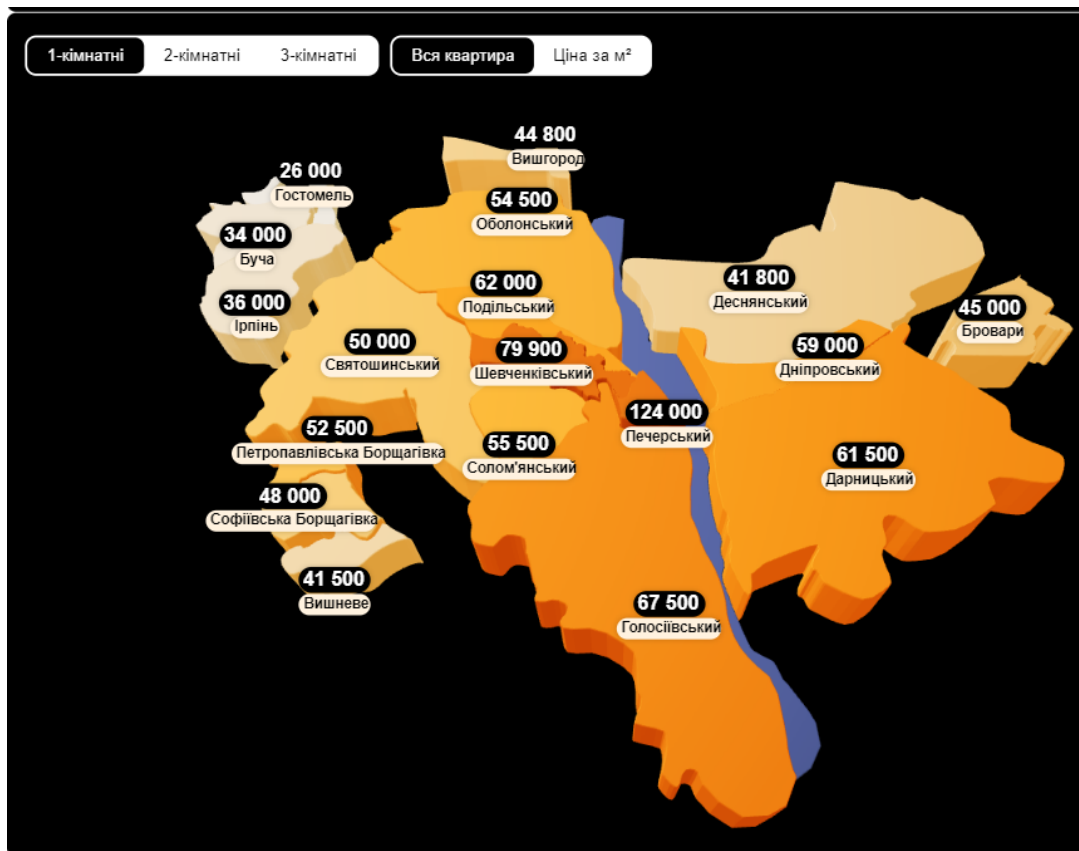 1-кімнатні 2-кімнатні 3-кімнатні Вся квартира Ціна за м²
44 800
Вишгород
26 000
Гостомель
54 500
Оболонський
34 000
Буча
62 000
Подільський
41 800
Деснянський
36 000
Ірпінь
45 000
Бровари
50 000
Святошинський
79 900
Шевченківський
59 000
Дніпровський
124 000
Печерський
52 500
Петропавлівська Борщагівка
55 500
Солом'янський
61 500
Дарницький
48 000
Софіївська Борщагівка
41 500
Вишневе
67 500
Голосіївський